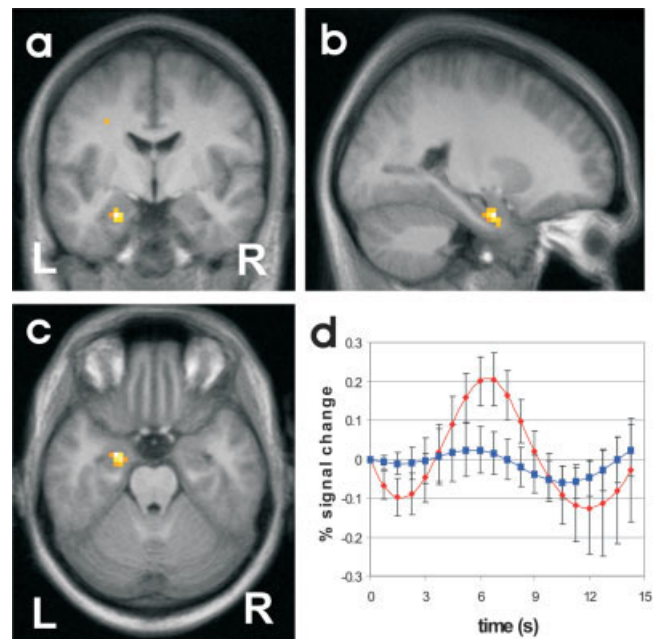 a
b
L
R
c
d
L
R
% signal change
0.3
0.2
0.1
0
-0.1
-0.2
-0.3
0 3 6 9 12 15
time (s)